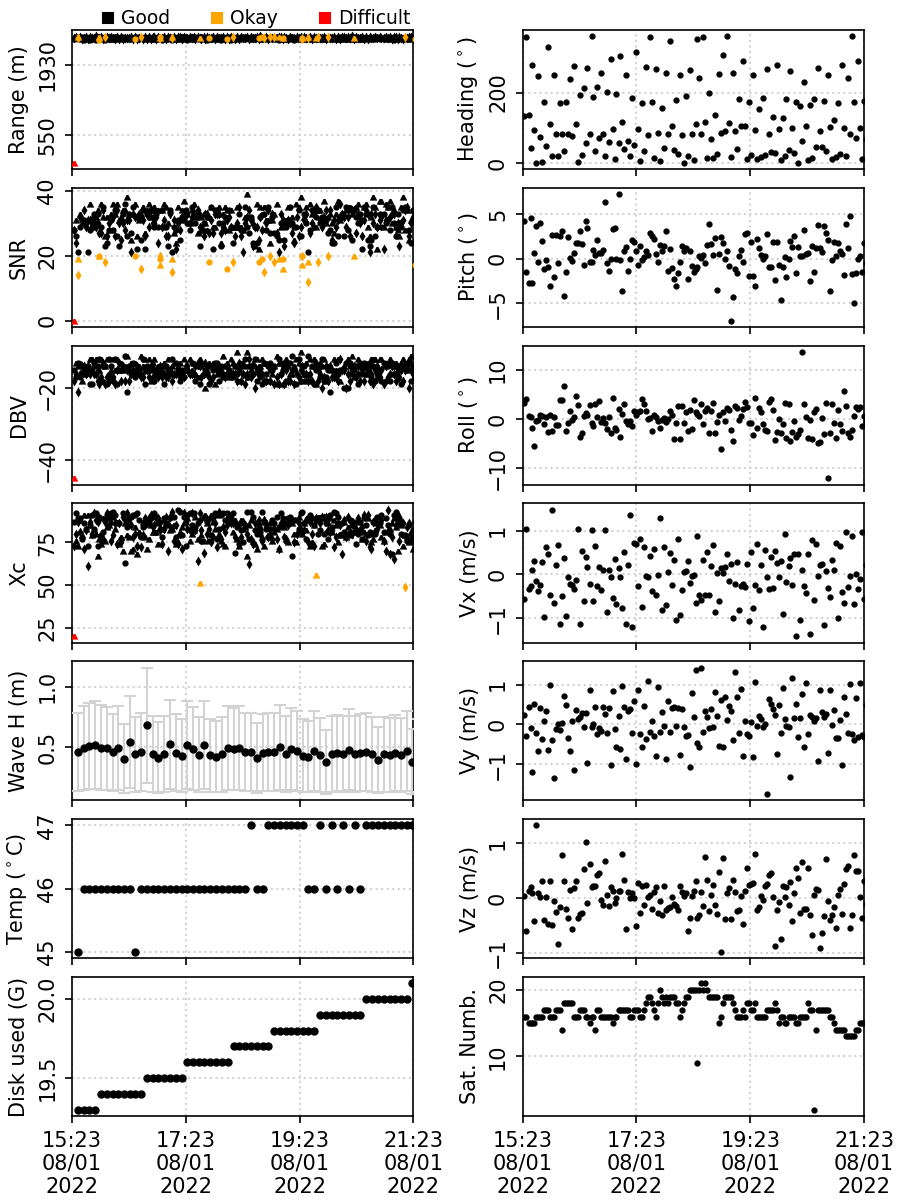 Good Okay Difficult
Range (m)
1930
550
Heading (°)
200
0
SNR
40
20
0
Pitch (°)
5
0
−5
DBV
−20
−40
Roll (°)
10
0
−10
Xc
75
50
25
Vx (m/s)
1
0
−1
Wave H (m)
1.0
0.5
Vy (m/s)
1
0
−1
Temp (°C)
47
46
45
Vz (m/s)
1
0
−1
Disk used (G)
20.0
19.5
Sat. Numb.
20
10
15:23 17:23 19:23 21:23
08/01 08/01 08/01 08/01
2022 2022 2022 2022
15:23 17:23 19:23 21:23
08/01 08/01 08/01 08/01
2022 2022 2022 2022